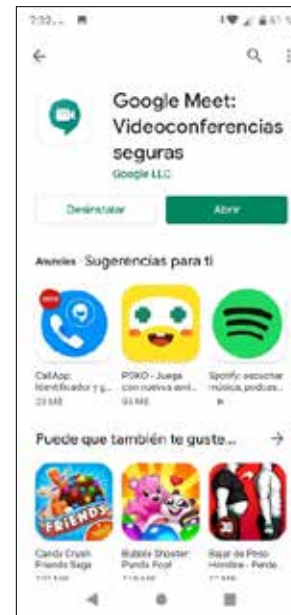 Google Meet:
Videoconferencias
seguras
Google LLC
Desinstalar
Abrir
Anuncios · Sugerencias para ti
CallApp:
Identificador y g...
POKO - Juega
con nuevos ami...
Spotify: escuchar
música, podcas...
Puede que también te guste...
FRIENDS
Candy Crush
Friends Saga
Bubble Shooter:
Panda Pop!
Bajar de Peso
Hombre - Perde...